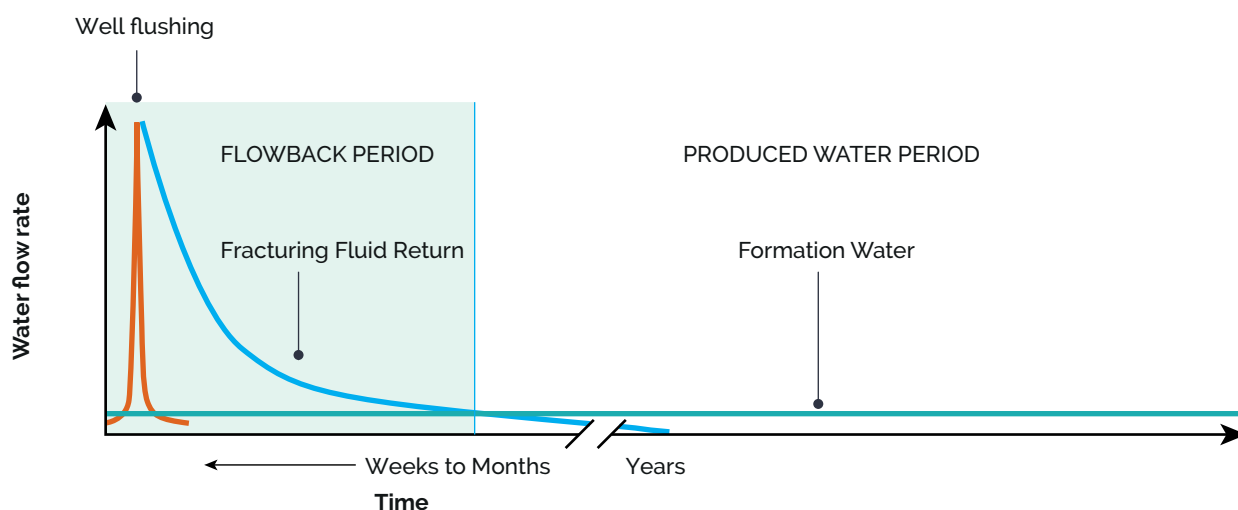 Well flushing
FLOWBACK PERIOD
PRODUCED WATER PERIOD
Water flow rate
Fracturing Fluid Return
Formation Water
Weeks to Months
Years
Time